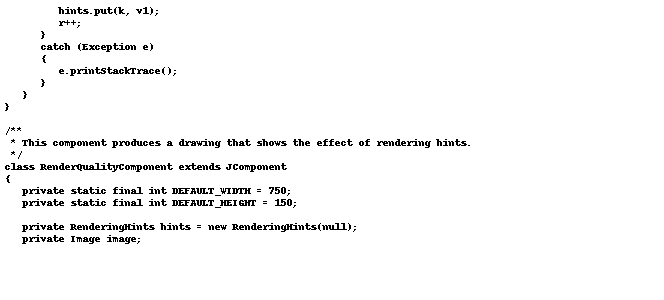 hints.put(k, v1);
r++;
}
catch (Exception e)
{
e.printStackTrace();
}
}
}
/**
* This component produces a drawing that shows the effect of rendering hints.
*/
class RenderQualityComponent extends JComponent
{
private static final int DEFAULT_WIDTH = 750;
private static final int DEFAULT_HEIGHT = 150;
private RenderingHints hints = new RenderingHints(null);
private Image image;